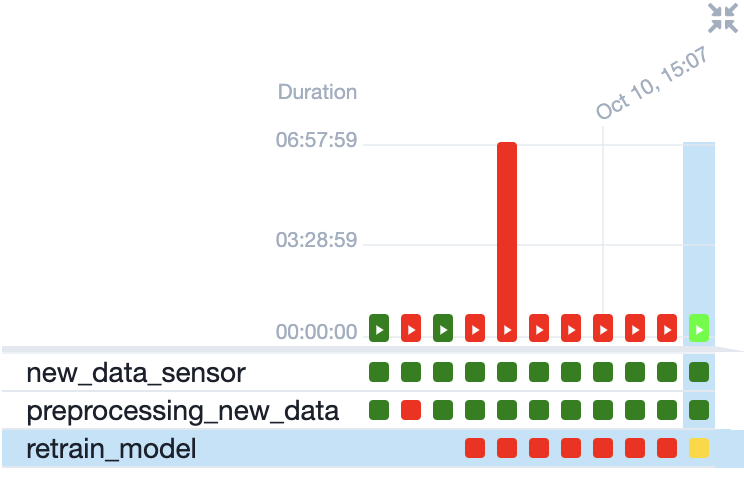 Duration
Oct 10, 15:07
06:57:59
03:28:59
00:00:00
new_data_sensor
preprocessing_new_data
retrain_model